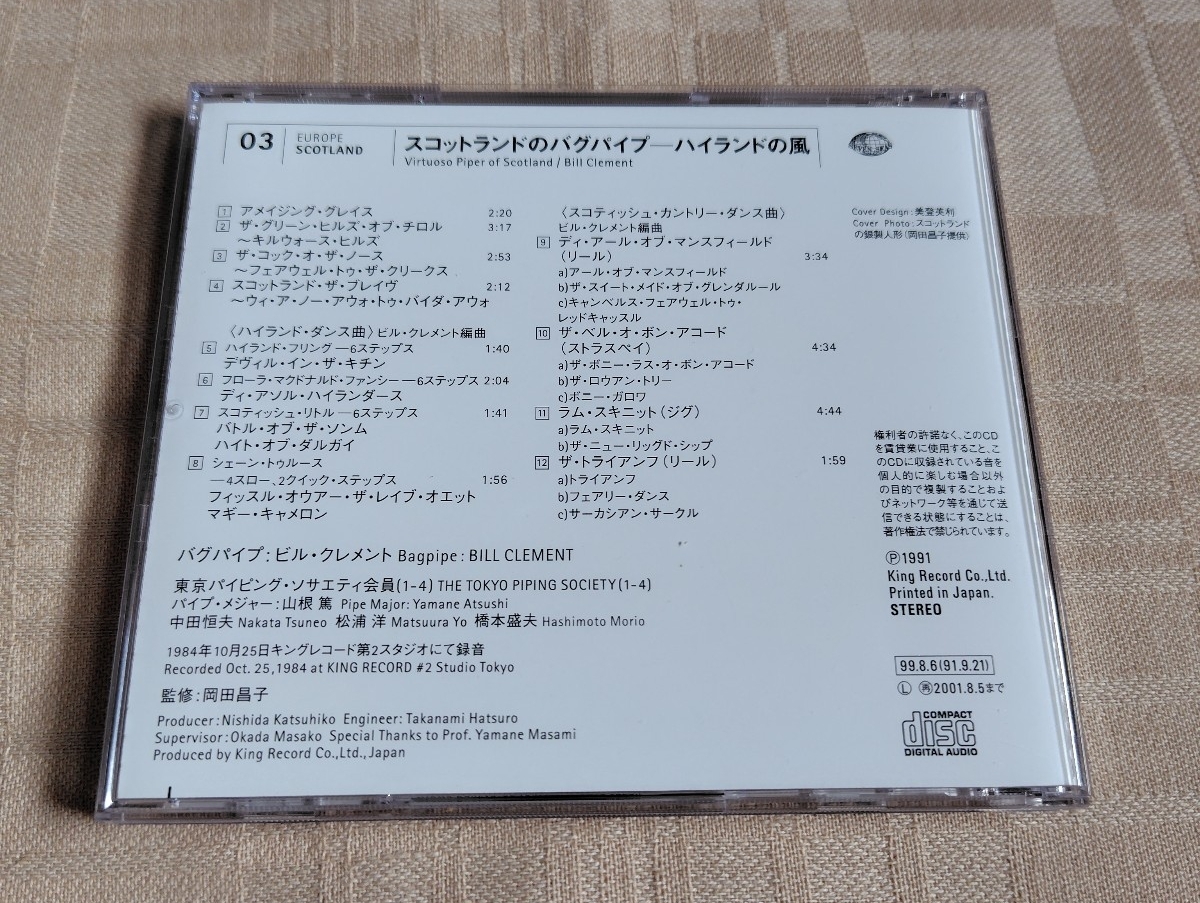 03
EUROPE
SCOTLAND
スコットランドのバグパイプ―ハイランドの風
Virtuoso Piper of Scotland / Bill Clement
1 アメイジング・グレイス 2:20
2 ザ・グリーン・ヒルズ・オブ・チロル 3:17
～キルウォース・ヒルズ
3 ザ・コック・オ・ザ・ノース 2:53
～フェアウェル・トゥ・ザ・クリークス
4 スコットランド・ザ・ブレイヴ 2:12
～ウィ・ア・ノー・アウォ・トゥ・バイダ・アウォ
〈ハイランド・ダンス曲〉ビル・クレメント編曲
5 ハイランド・フリング―6ステップス 1:40
デヴィル・イン・ザ・キチン
6 フローラ・マクドナルド・ファンシー―6ステップス 2:04
ディ・アソル・ハイランダース
7 スコティッシュ・リトル―6ステップス 1:41
バトル・オブ・ザ・ソンム
ハイト・オブ・ダルガイ
8 シェーン・トゥルース
―4スロー、2クイック・ステップス 1:56
フィッスル・オウアー・ザ・レイブ・オエット
マギー・キャメロン
〈スコティッシュ・カントリー・ダンス曲〉
ビル・クレメント編曲
9 ディ・アール・オブ・マンスフィールド
(リール) 3:34
a)アール・オブ・マンスフィールド
b)ザ・スイート・メイド・オブ・グレンダルール
c)キャンベルス・フェアウェル・トゥ・
レッドキャッスル
10 ザ・ベル・オ・ボン・アコード
(ストラスペイ) 4:34
a)ザ・ボニー・ラス・オ・ボン・アコード
b)ザ・ロウアン・トリー
c)ボニー・ガロワ
11 ラム・スキニット(ジグ) 4:44
a)ラム・スキニット
b)ザ・ニュー・リッグド・シップ
12 ザ・トライアンフ(リール) 1:59
a)トライアンフ
b)フェアリー・ダンス
c)サーカシアン・サークル
Cover Design:美登英利
Cover Photo:スコットランド
の銀製人形(岡田昌子提供)
権利者の許諾なく、このCD
を賃貸業に使用すること、こ
のCDに収録されている音を
個人的に楽しむ場合以外
の目的で複製することおよ
びネットワーク等を通じて送
信できる状態にすることは、
著作権法で禁じられています。
Ⓟ1991
King Record Co.,Ltd.
Printed in Japan.
STEREO
99.8.6(91.9.21)
Ⓛ ㊢2001.8.5まで
COMPACT
disc
DIGITAL AUDIO
バグパイプ:ビル・クレメント Bagpipe:BILL CLEMENT
東京パイピング・ソサエティ会員(1-4) THE TOKYO PIPING SOCIETY(1-4)
パイプ・メジャー:山根 篤 Pipe Major:Yamane Atsushi
中田恒夫 Nakata Tsuneo 松浦 洋 Matsuura Yo 橋本盛夫 Hashimoto Morio
1984年10月25日キングレコード第2スタジオにて録音
Recorded Oct. 25,1984 at KING RECORD #2 Studio Tokyo
監修:岡田昌子
Producer:Nishida Katsuhiko Engineer:Takanami Hatsuro
Supervisor:Okada Masako Special Thanks to Prof. Yamane Masami
Produced by King Record Co.,Ltd.,Japan